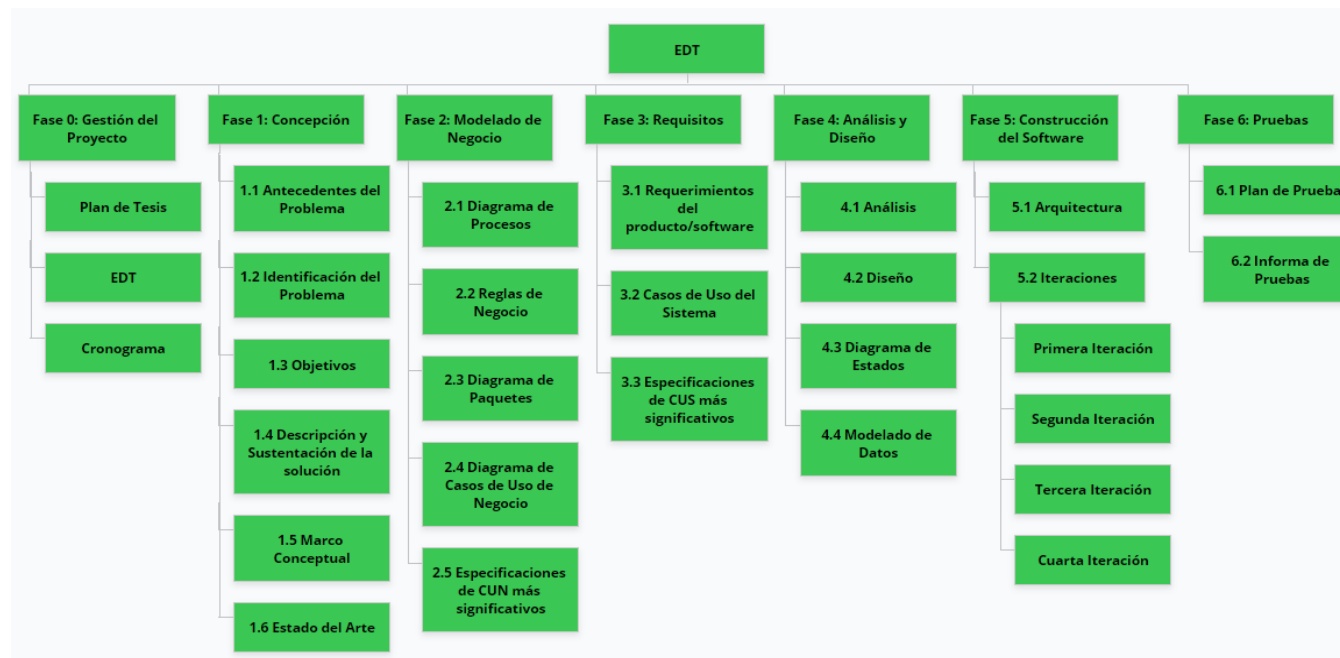 EDT
Fase 0: Gestión del
Proyecto
Plan de Tesis
EDT
Cronograma
Fase 1: Concepción
1.1 Antecedentes del
Problema
1.2 Identificación del
Problema
1.3 Objetivos
1.4 Descripción y
Sustentación de la
solución
1.5 Marco
Conceptual
1.6 Estado del Arte
Fase 2: Modelado de
Negocio
2.1 Diagrama de
Procesos
2.2 Reglas de
Negocio
2.3 Diagrama de
Paquetes
2.4 Diagrama de
Casos de Uso de
Negocio
2.5 Especificaciones
de CUN más
significativos
Fase 3: Requisitos
3.1 Requerimientos
del
producto/software
3.2 Casos de Uso del
Sistema
3.3 Especificaciones
de CUS más
significativos
Fase 4: Análisis y
Diseño
4.1 Análisis
4.2 Diseño
4.3 Diagrama de
Estados
4.4 Modelado de
Datos
Fase 5: Construcción
del Software
5.1 Arquitectura
5.2 Iteraciones
Primera Iteración
Segunda Iteración
Tercera Iteración
Cuarta Iteración
Fase 6: Pruebas
6.1 Plan de Prueba
6.2 Informa de
Pruebas